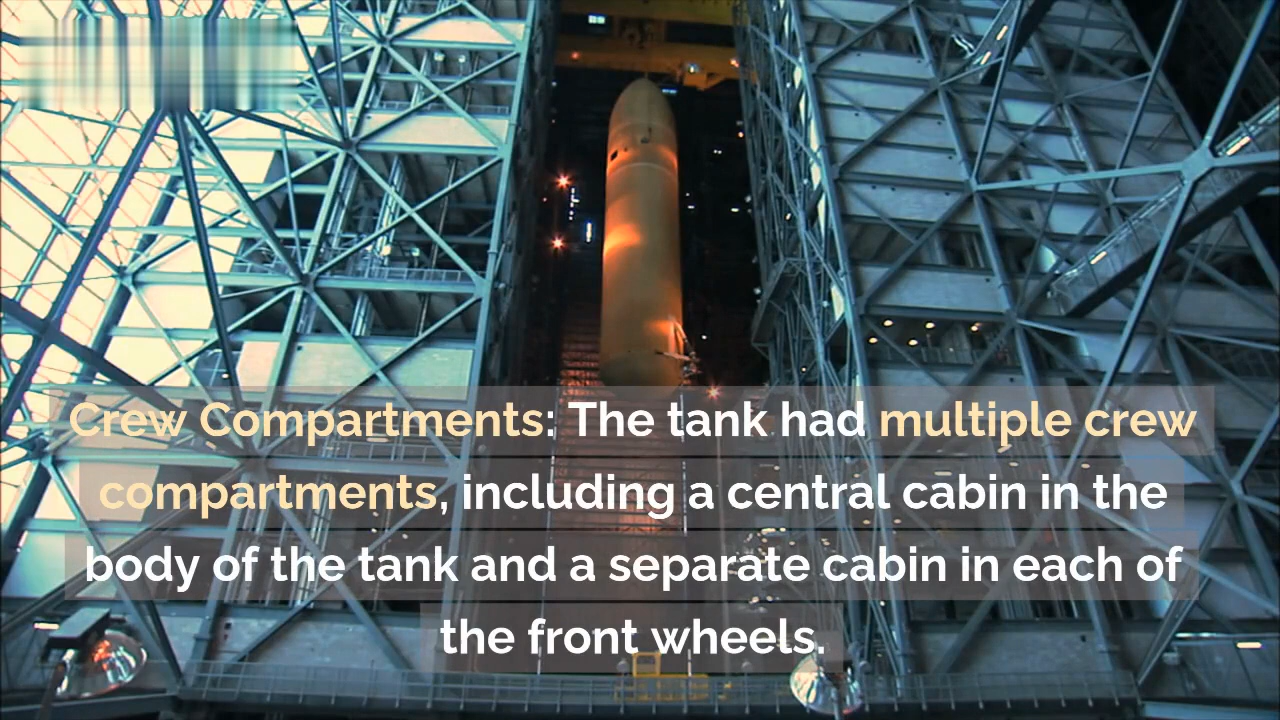 Crew Compartments: The tank had multiple crew
compartments, including a central cabin in the
body of the tank and a separate cabin in each of
the front wheels.